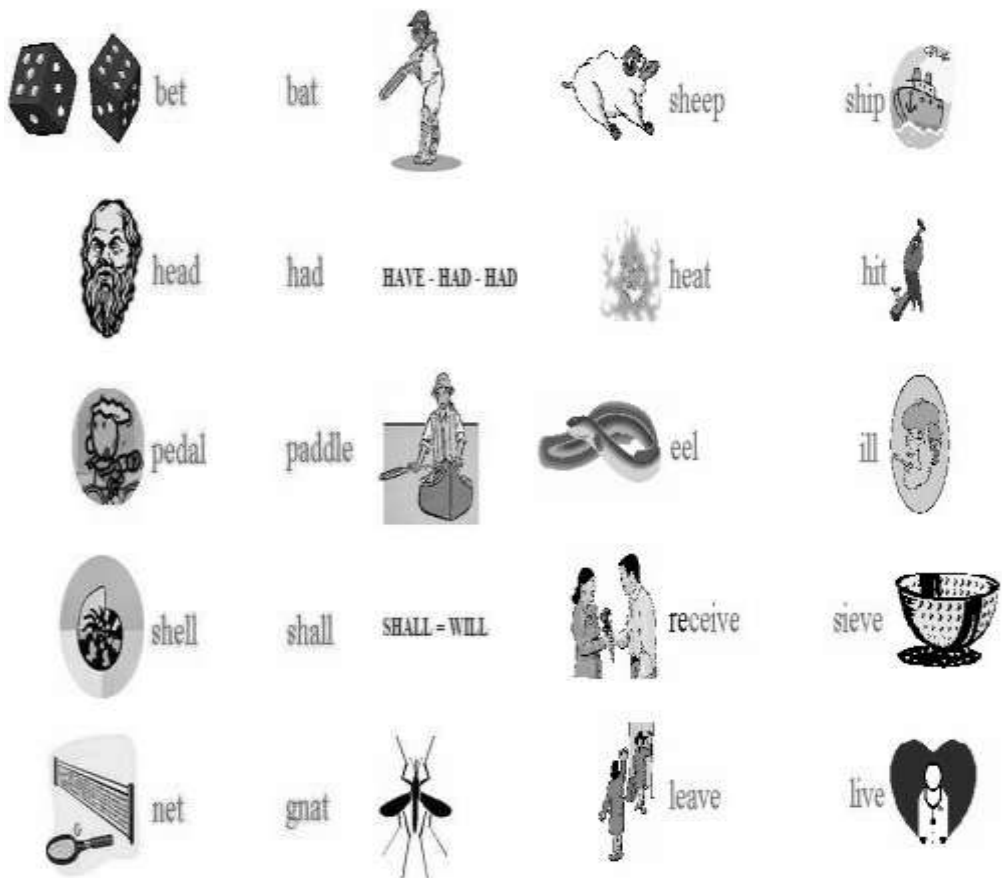 bet bat sheep ship
head had HAVE - HAD - HAD heat hit
pedal paddle eel ill
shell shall SHALL = WILL receive sieve
net gnat leave live